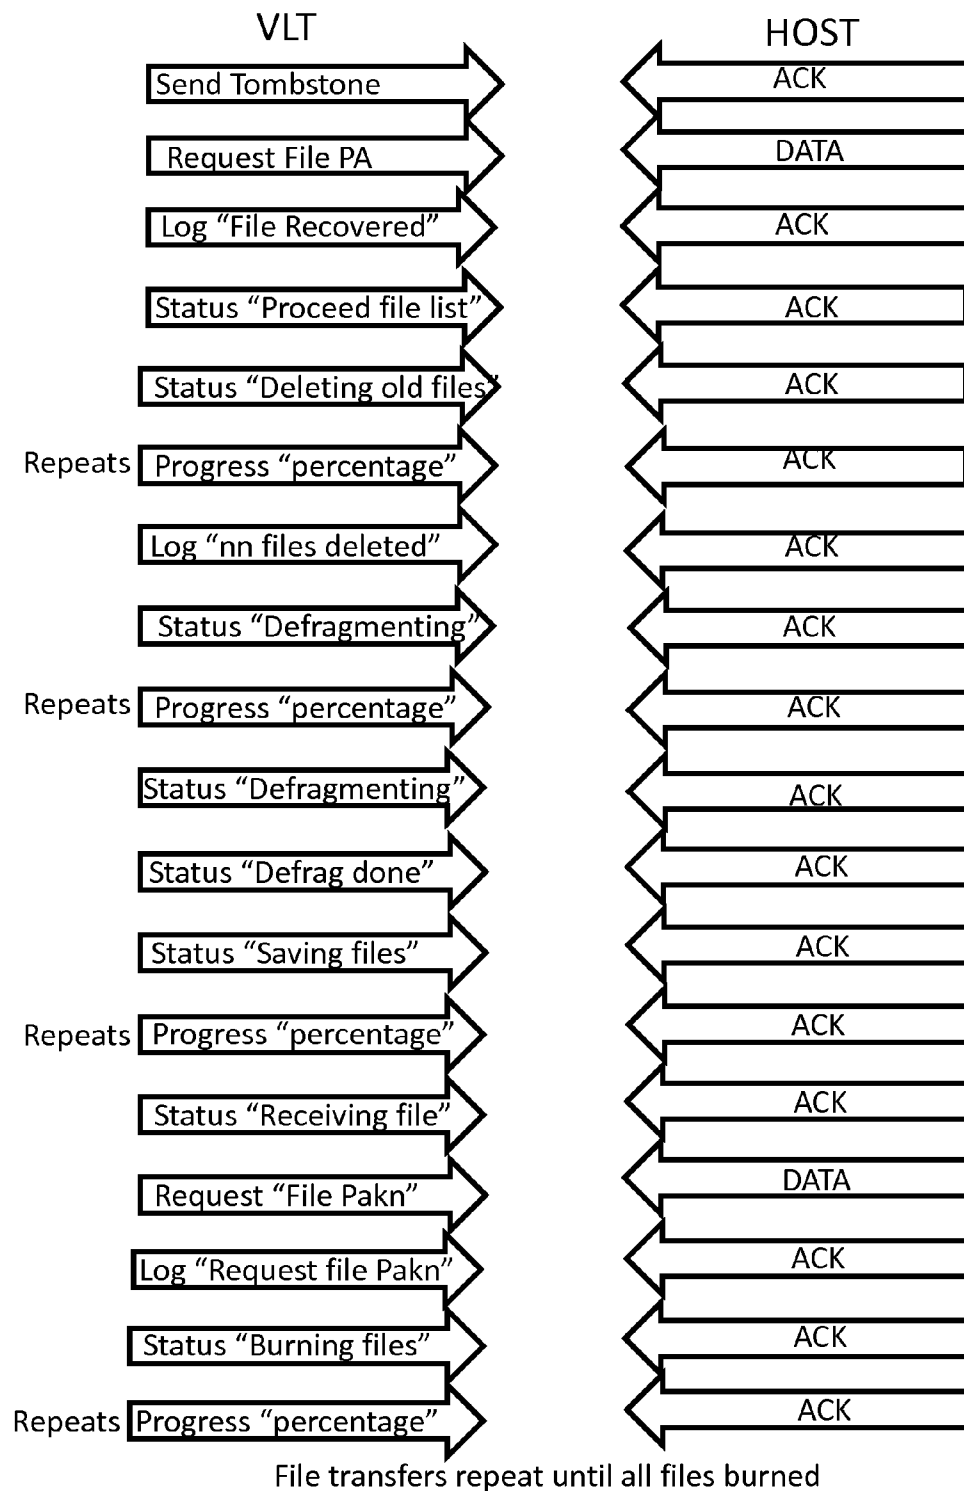 VLT HOST
Send Tombstone ACK
Request File PA DATA
Log “File Recovered” ACK
Status “Proceed file list” ACK
Status “Deleting old files” ACK
Repeats Progress “percentage” ACK
Log “nn files deleted” ACK
Status “Defragmenting” ACK
Repeats Progress “percentage” ACK
Status “Defragmenting” ACK
Status “Defrag done” ACK
Status “Saving files” ACK
Repeats Progress “percentage” ACK
Status “Receiving file” ACK
Request “File Pakn” DATA
Log “Request file Pakn” ACK
Status “Burning files” ACK
Repeats Progress “percentage” ACK
File transfers repeat until all files burned